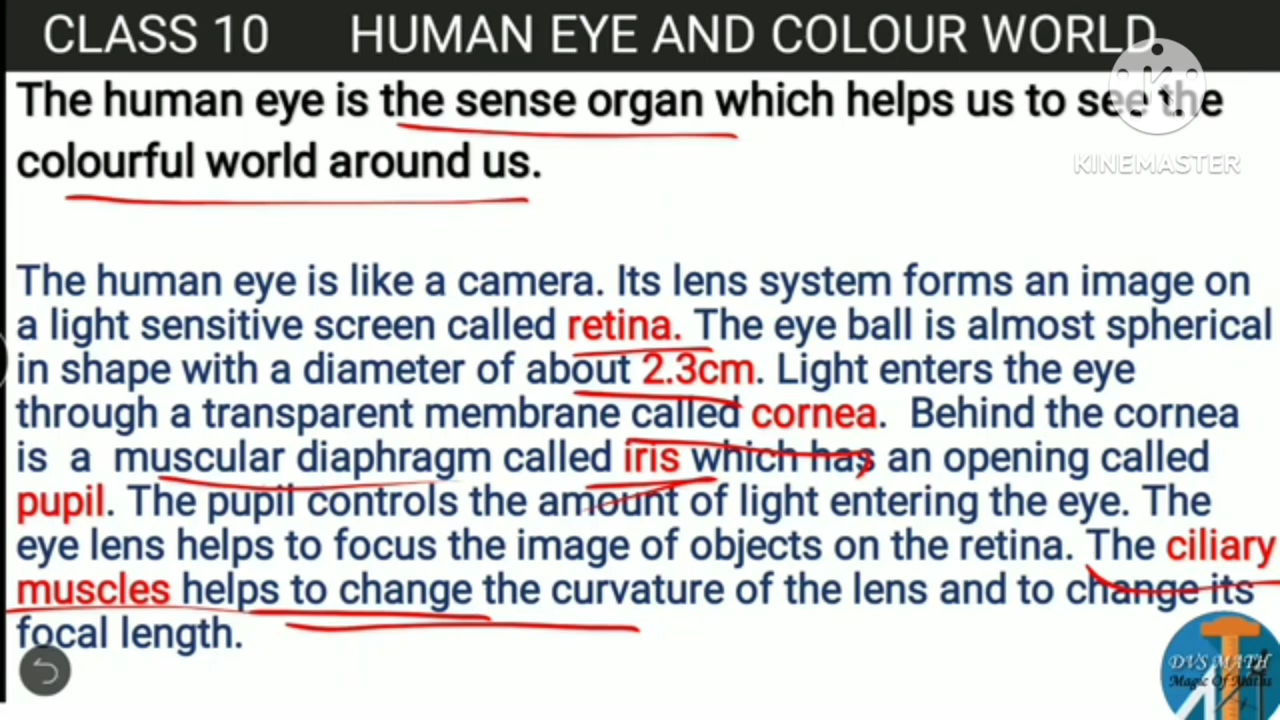 CLASS 10 HUMAN EYE AND COLOUR WORLD
The human eye is the sense organ which helps us to see the
colourful world around us.
KINEMASTER
The human eye is like a camera. Its lens system forms an image on
a light sensitive screen called retina. The eye ball is almost spherical
in shape with a diameter of about 2.3cm. Light enters the eye
through a transparent membrane called cornea. Behind the cornea
is a muscular diaphragm called iris which has an opening called
pupil. The pupil controls the amount of light entering the eye. The
eye lens helps to focus the image of objects on the retina. The ciliary
muscles helps to change the curvature of the lens and to change its
focal length.
DVS MATH
Magic Of Maths